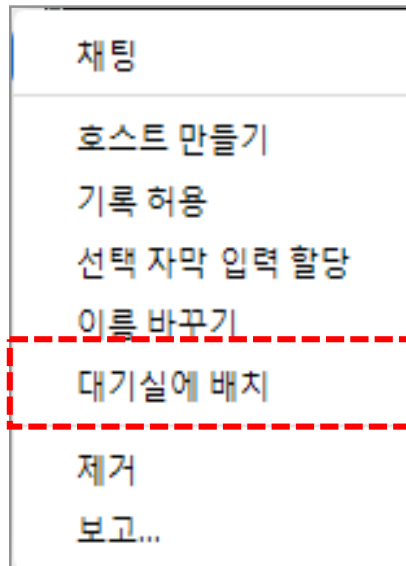 채팅
호스트 만들기
기록 허용
선택 자막 입력 할당
이름 바꾸기
대기실에 배치
제거
보고...